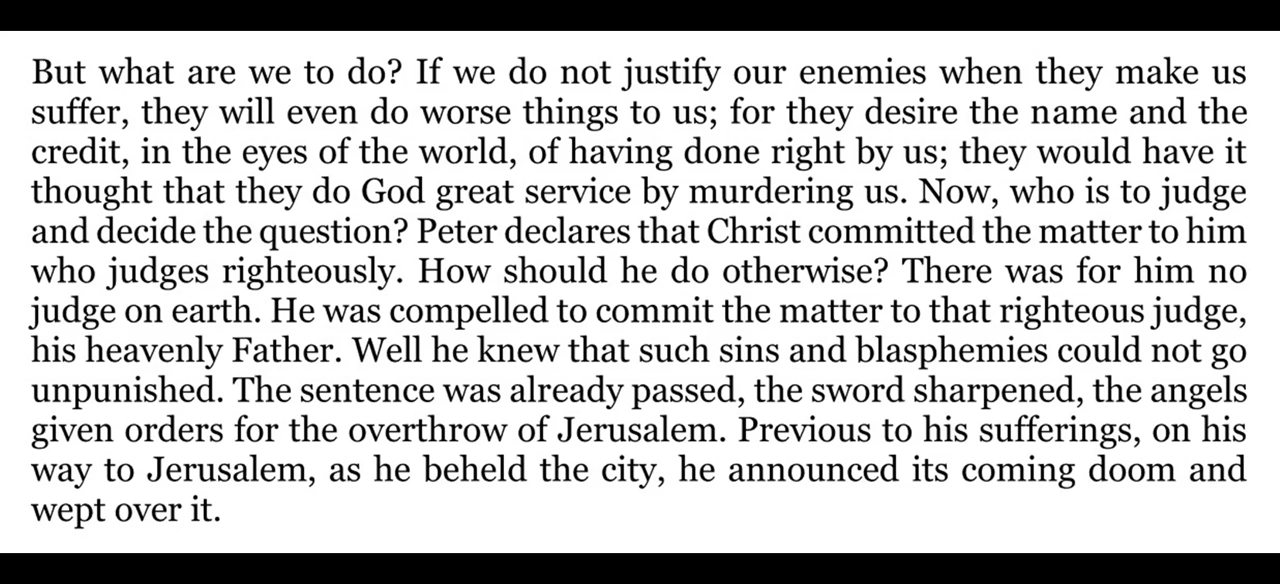 But what are we to do? If we do not justify our enemies when they make us
suffer, they will even do worse things to us; for they desire the name and the
credit, in the eyes of the world, of having done right by us; they would have it
thought that they do God great service by murdering us. Now, who is to judge
and decide the question? Peter declares that Christ committed the matter to him
who judges righteously. How should he do otherwise? There was for him no
judge on earth. He was compelled to commit the matter to that righteous judge,
his heavenly Father. Well he knew that such sins and blasphemies could not go
unpunished. The sentence was already passed, the sword sharpened, the angels
given orders for the overthrow of Jerusalem. Previous to his sufferings, on his
way to Jerusalem, as he beheld the city, he announced its coming doom and
wept over it.